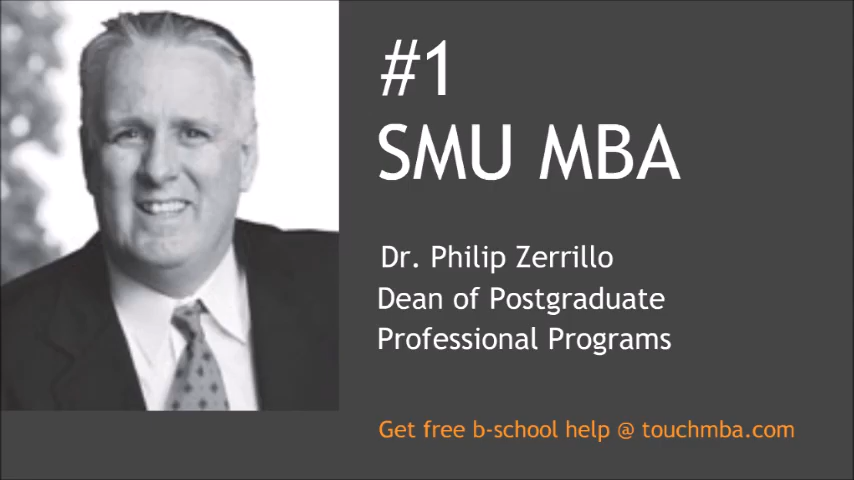 #1
SMU MBA
Dr. Philip Zerrillo
Dean of Postgraduate
Professional Programs
Get free b-school help @ touchmba.com